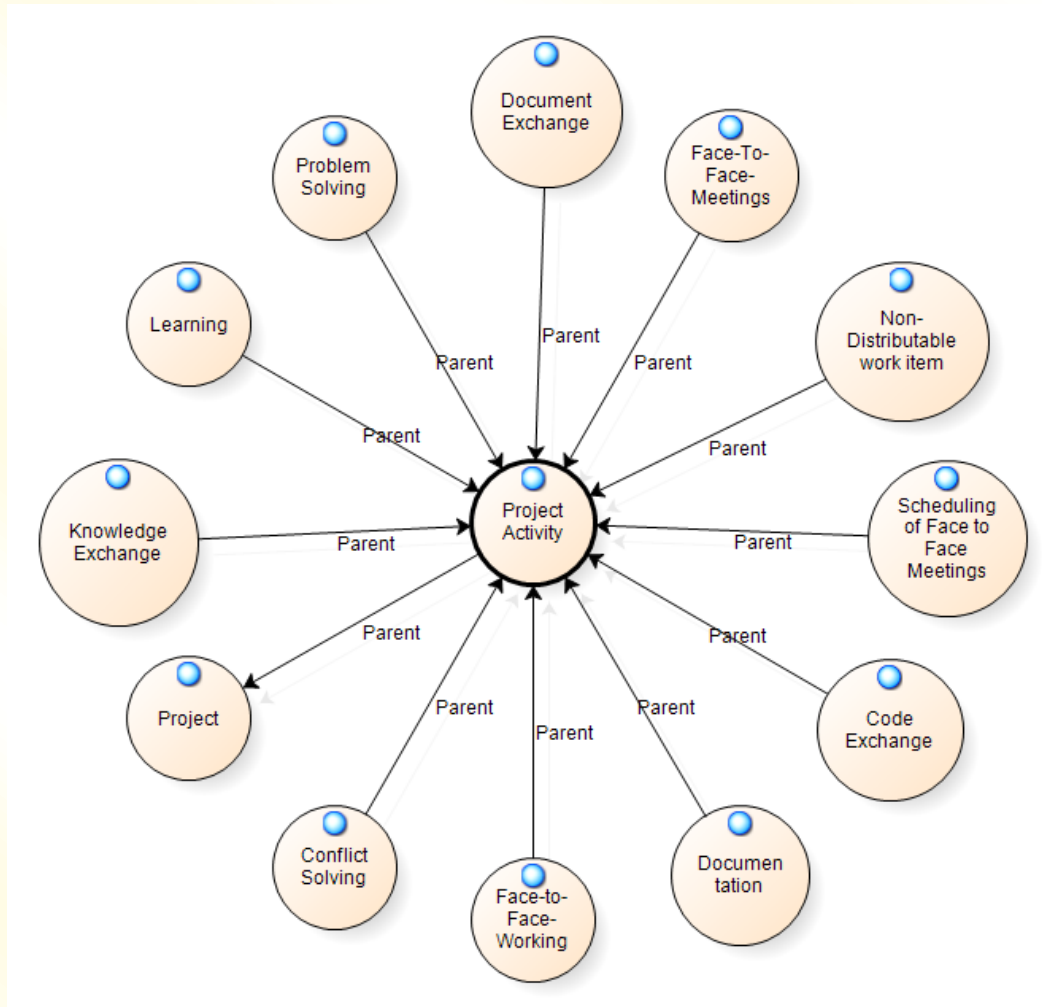 Document
Exchange
Problem
Solving
Face-To-
Face-
Meetings
Learning
Non-
Distributable
work item
Parent
Parent
Parent
Parent
Parent
Knowledge
Exchange
Parent
Project
Activity
Parent
Scheduling
of Face to
Face
Meetings
Project
Parent
Parent
Parent
Parent
Parent
Code
Exchange
Conflict
Solving
Face-to-
Face-
Working
Documen
tation